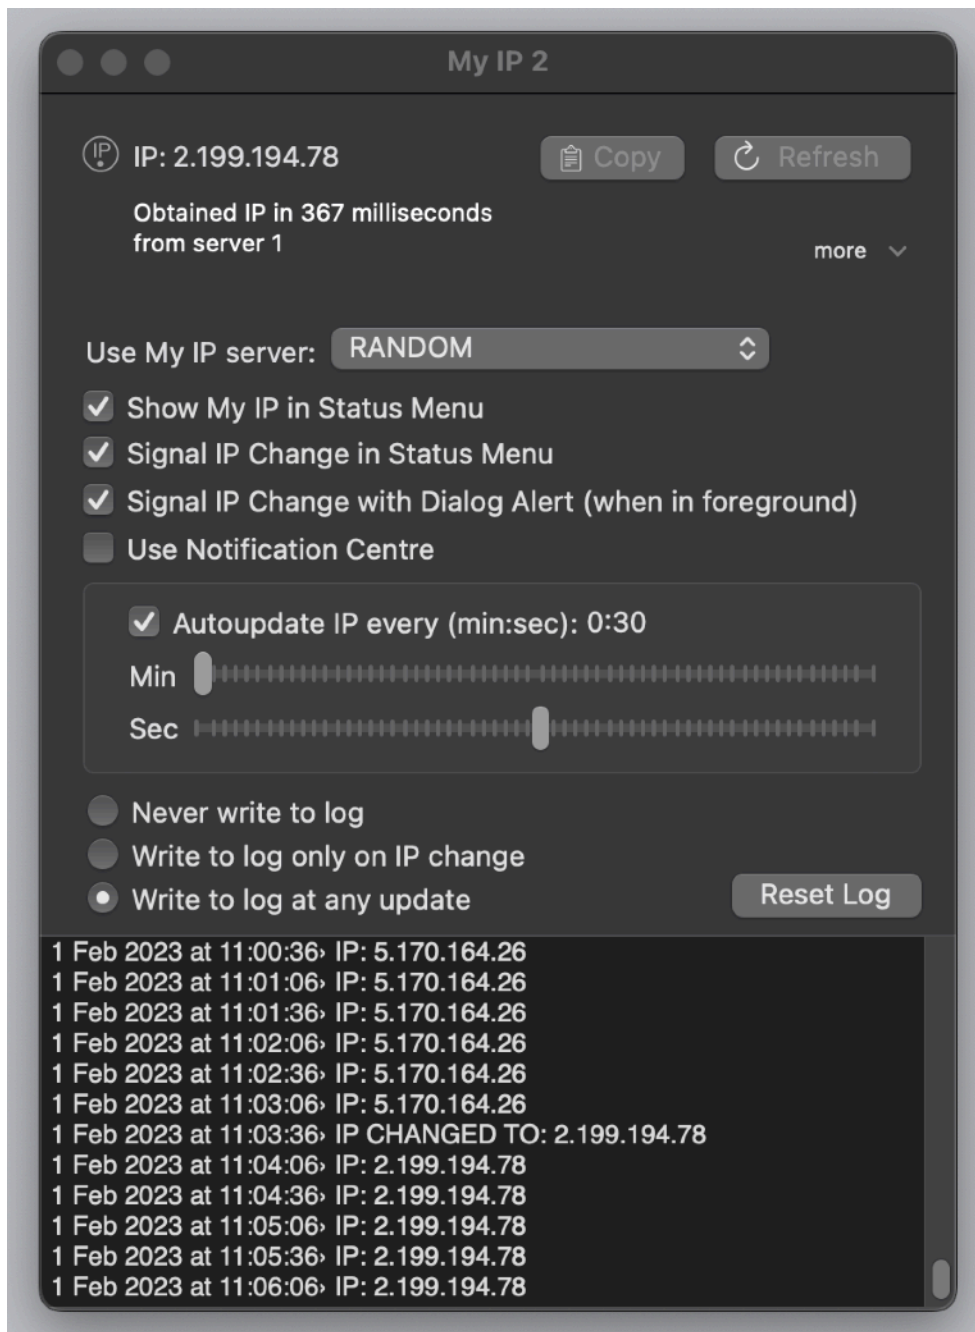 My IP 2
IP
IP: 2.199.194.78
Copy
Refresh
Obtained IP in 367 milliseconds
from server 1
more
Use My IP server:
RANDOM
Show My IP in Status Menu
Signal IP Change in Status Menu
Signal IP Change with Dialog Alert (when in foreground)
Use Notification Centre
Autoupdate IP every (min:sec): 0:30
Min
Sec
Never write to log
Write to log only on IP change
Write to log at any update
Reset Log
1 Feb 2023 at 11:00:36› IP: 5.170.164.26
1 Feb 2023 at 11:01:06› IP: 5.170.164.26
1 Feb 2023 at 11:01:36› IP: 5.170.164.26
1 Feb 2023 at 11:02:06› IP: 5.170.164.26
1 Feb 2023 at 11:02:36› IP: 5.170.164.26
1 Feb 2023 at 11:03:06› IP: 5.170.164.26
1 Feb 2023 at 11:03:36› IP CHANGED TO: 2.199.194.78
1 Feb 2023 at 11:04:06› IP: 2.199.194.78
1 Feb 2023 at 11:04:36› IP: 2.199.194.78
1 Feb 2023 at 11:05:06› IP: 2.199.194.78
1 Feb 2023 at 11:05:36› IP: 2.199.194.78
1 Feb 2023 at 11:06:06› IP: 2.199.194.78